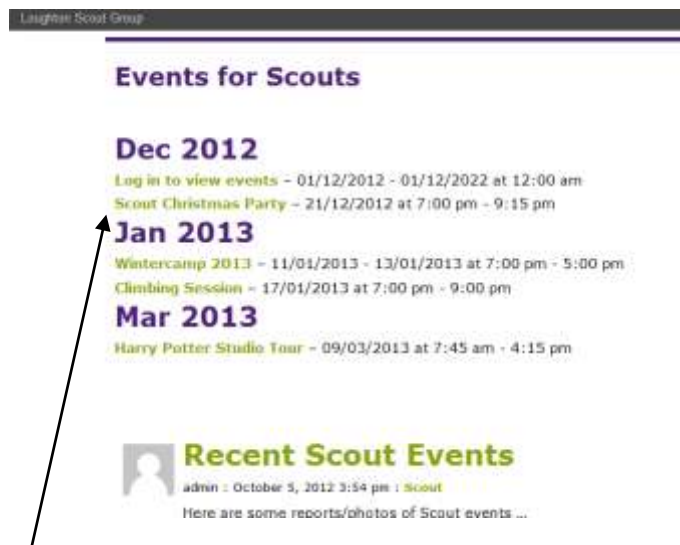 Loughton Scout Group
Events for Scouts
Dec 2012
Log in to view events – 01/12/2012 - 01/12/2022 at 12:00 am
Scout Christmas Party – 21/12/2012 at 7:00 pm - 9:15 pm
Jan 2013
Wintercamp 2013 – 11/01/2013 - 13/01/2013 at 7:00 pm - 5:00 pm
Climbing Session – 17/01/2013 at 7:00 pm - 9:00 pm
Mar 2013
Harry Potter Studio Tour – 09/03/2013 at 7:45 am - 4:15 pm
Recent Scout Events
admin : October 5, 2012 3:54 pm : Scout
Here are some reports/photos of Scout events ...